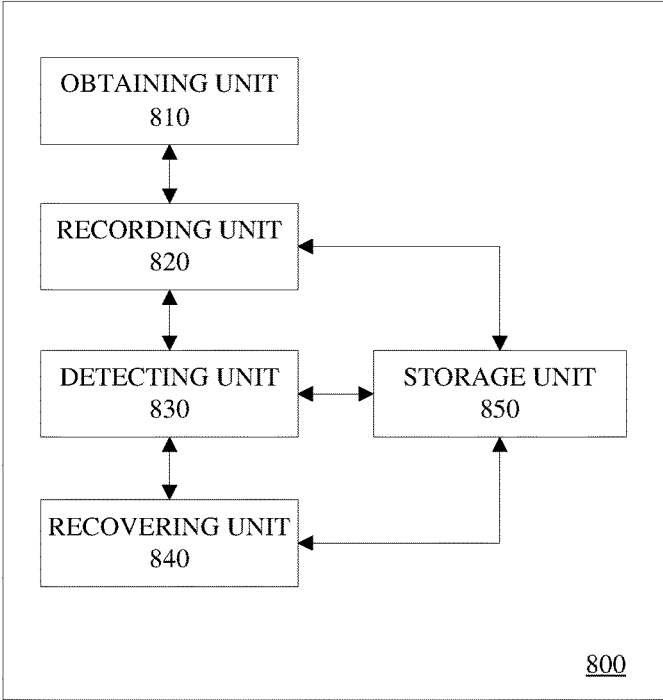 OBTAINING UNIT
810
RECORDING UNIT
820
DETECTING UNIT
830
STORAGE UNIT
850
RECOVERING UNIT
840
800